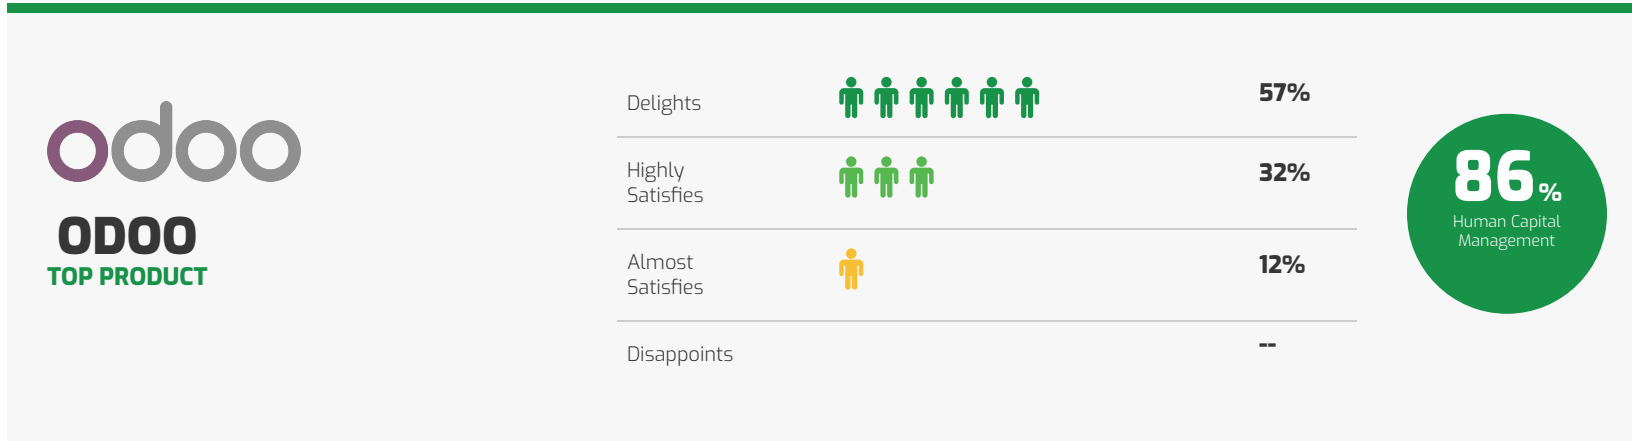 odoo
ODOO
TOP PRODUCT
Delights
57%
Highly
Satisfies
32%
Almost
Satisfies
12%
Disappoints
--
86%
Human Capital
Management